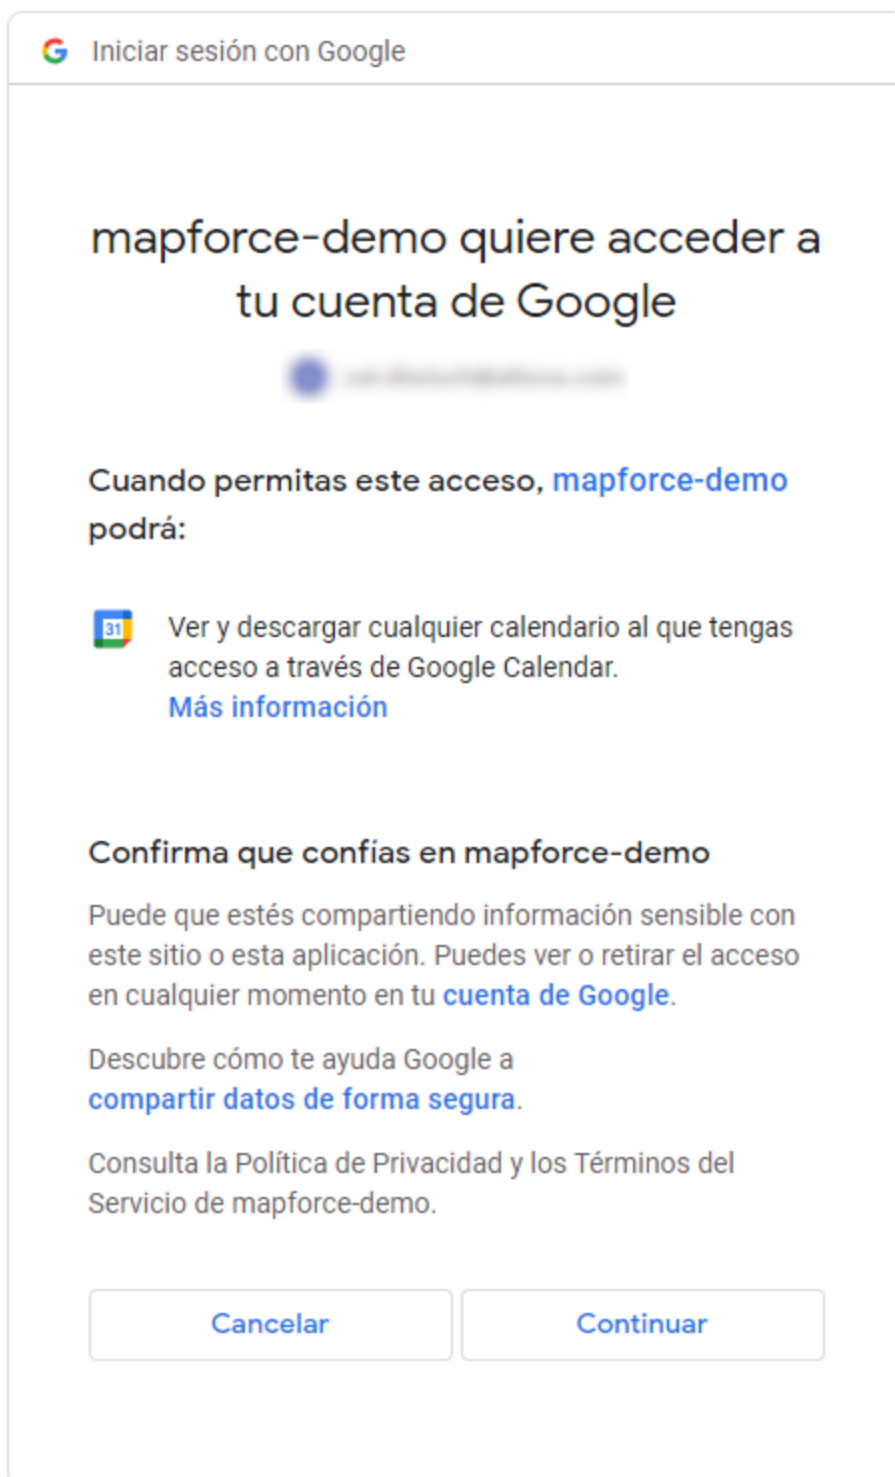 Iniciar sesión con Google
mapforce-demo quiere acceder a
tu cuenta de Google
Cuando permitas este acceso, mapforce-demo
podrá:
31
Ver y descargar cualquier calendario al que tengas
acceso a través de Google Calendar.
Más información
Confirma que confías en mapforce-demo
Puede que estés compartiendo información sensible con
este sitio o esta aplicación. Puedes ver o retirar el acceso
en cualquier momento en tu cuenta de Google.
Descubre cómo te ayuda Google a
compartir datos de forma segura.
Consulta la Política de Privacidad y los Términos del
Servicio de mapforce-demo.
Cancelar
Continuar